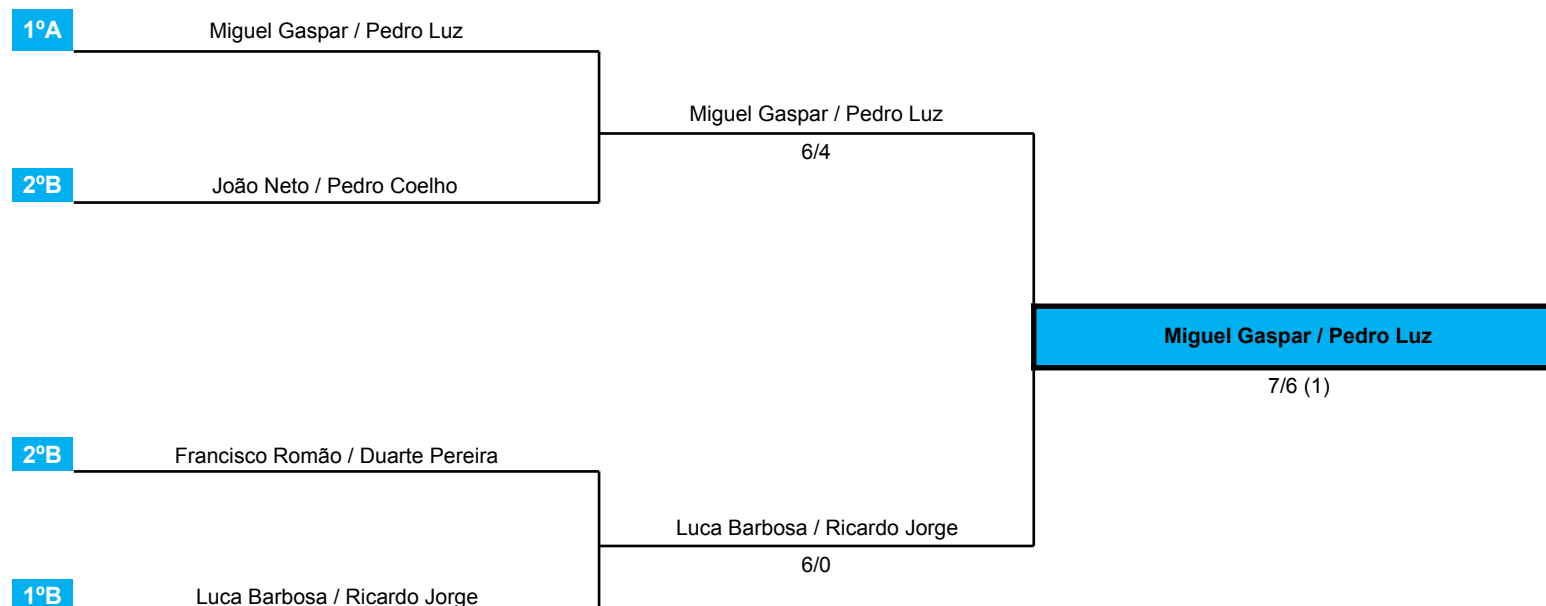 1ºA Miguel Gaspar / Pedro Luz
Miguel Gaspar / Pedro Luz
6/4
2ºB João Neto / Pedro Coelho
Miguel Gaspar / Pedro Luz
7/6 (1)
2ºB Francisco Romão / Duarte Pereira
Luca Barbosa / Ricardo Jorge
6/0
1ºB Luca Barbosa / Ricardo Jorge